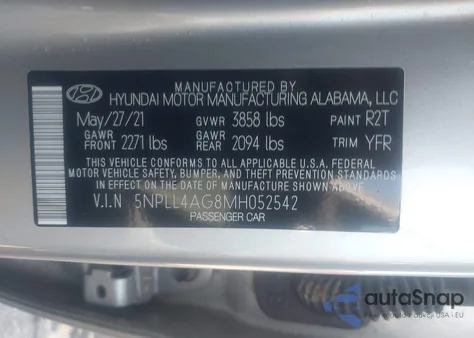 MANUFACTURED BY
HYUNDAI MOTOR MANUFACTURING ALABAMA, LLC
May/27/21 GVWR 3858 lbs PAINT R2T
GAWR FRONT 2271 lbs GAWR REAR 2094 lbs TRIM YFR
THIS VEHICLE CONFORMS TO ALL APPLICABLE U.S.A. FEDERAL
MOTOR VEHICLE SAFETY, BUMPER, AND THEFT PREVENTION STANDARDS
IN EFFECT ON THE DATE OF MANUFACTURE SHOWN ABOVE.
V.I.N 5NPLL4AG8MH052542
PASSENGER CAR
autoSnap